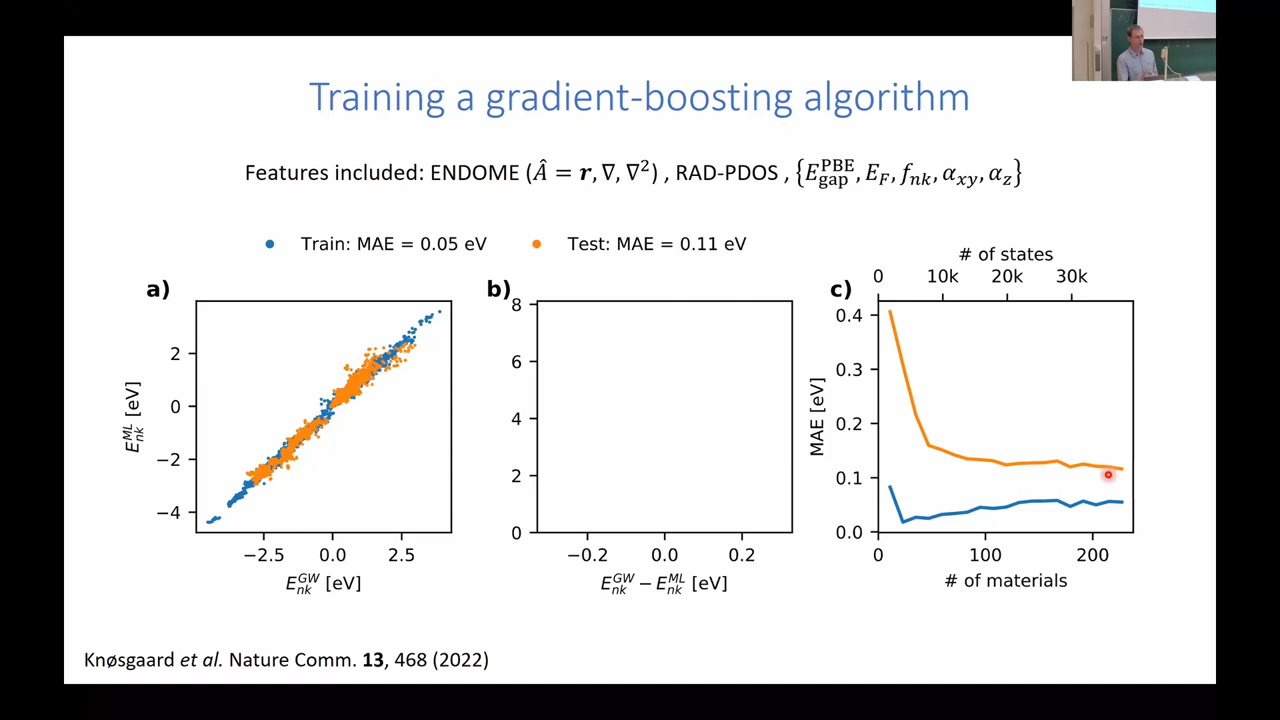 Training a gradient-boosting algorithm
Features included: ENDOME (Â = r, ∇, ∇²) , RAD-PDOS , {E_gap^PBE, E_F, f_nk, α_xy, α_z}
Train: MAE = 0.05 eV
Test: MAE = 0.11 eV
a)
2
0
−2
−4
E_nk^ML [eV]
−2.5 0.0 2.5
E_nk^GW [eV]
b)
8
6
4
2
0
−0.2 0.0 0.2
E_nk^GW − E_nk^ML [eV]
c)
# of states
0 10k 20k 30k
0.4
0.3
0.2
0.1
0.0
MAE [eV]
0 100 200
# of materials
Knøsgaard et al. Nature Comm. 13, 468 (2022)